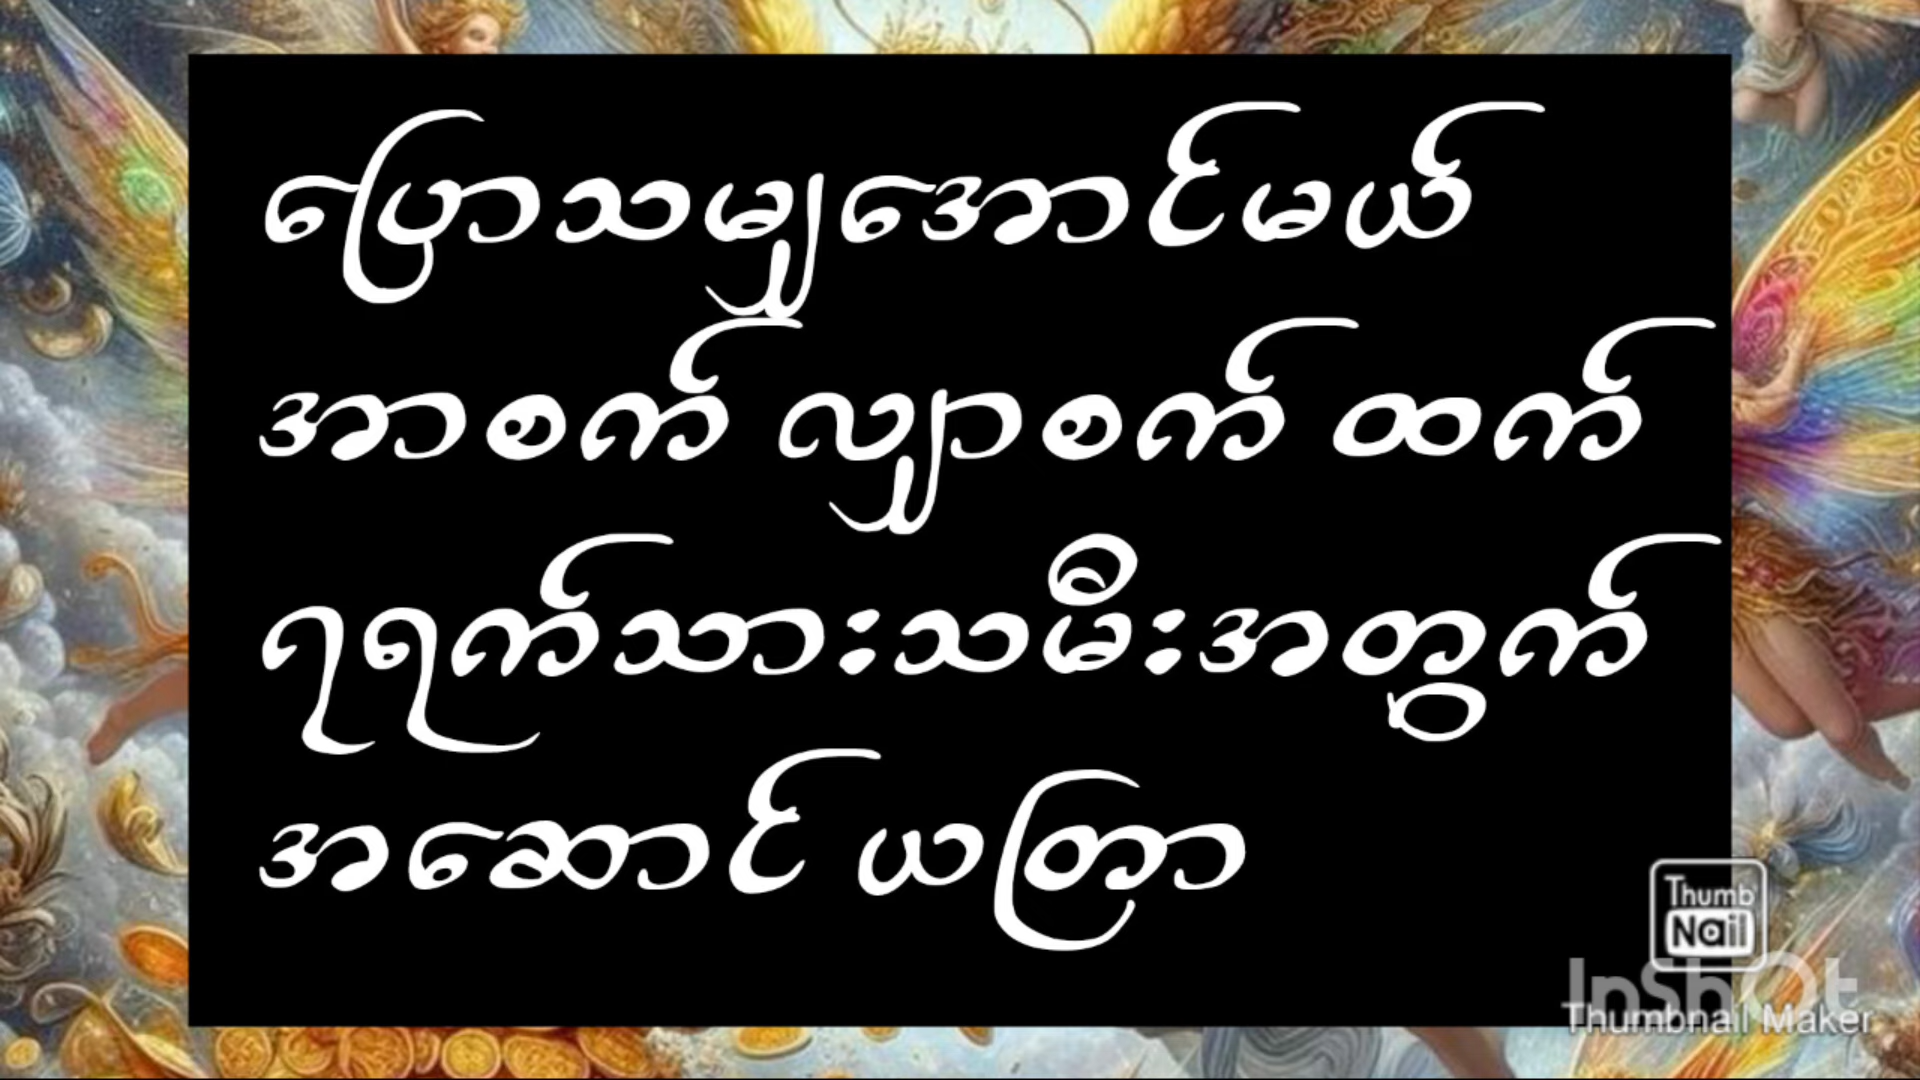 ပြောသမျှအောင်မယ်
အာစက် လျှာစက် ထက်
၇ရက်သားသမီးအတွက်
အဆောင် ယတြာ
Thumb
Nail
InShOt
Thumbnail Maker